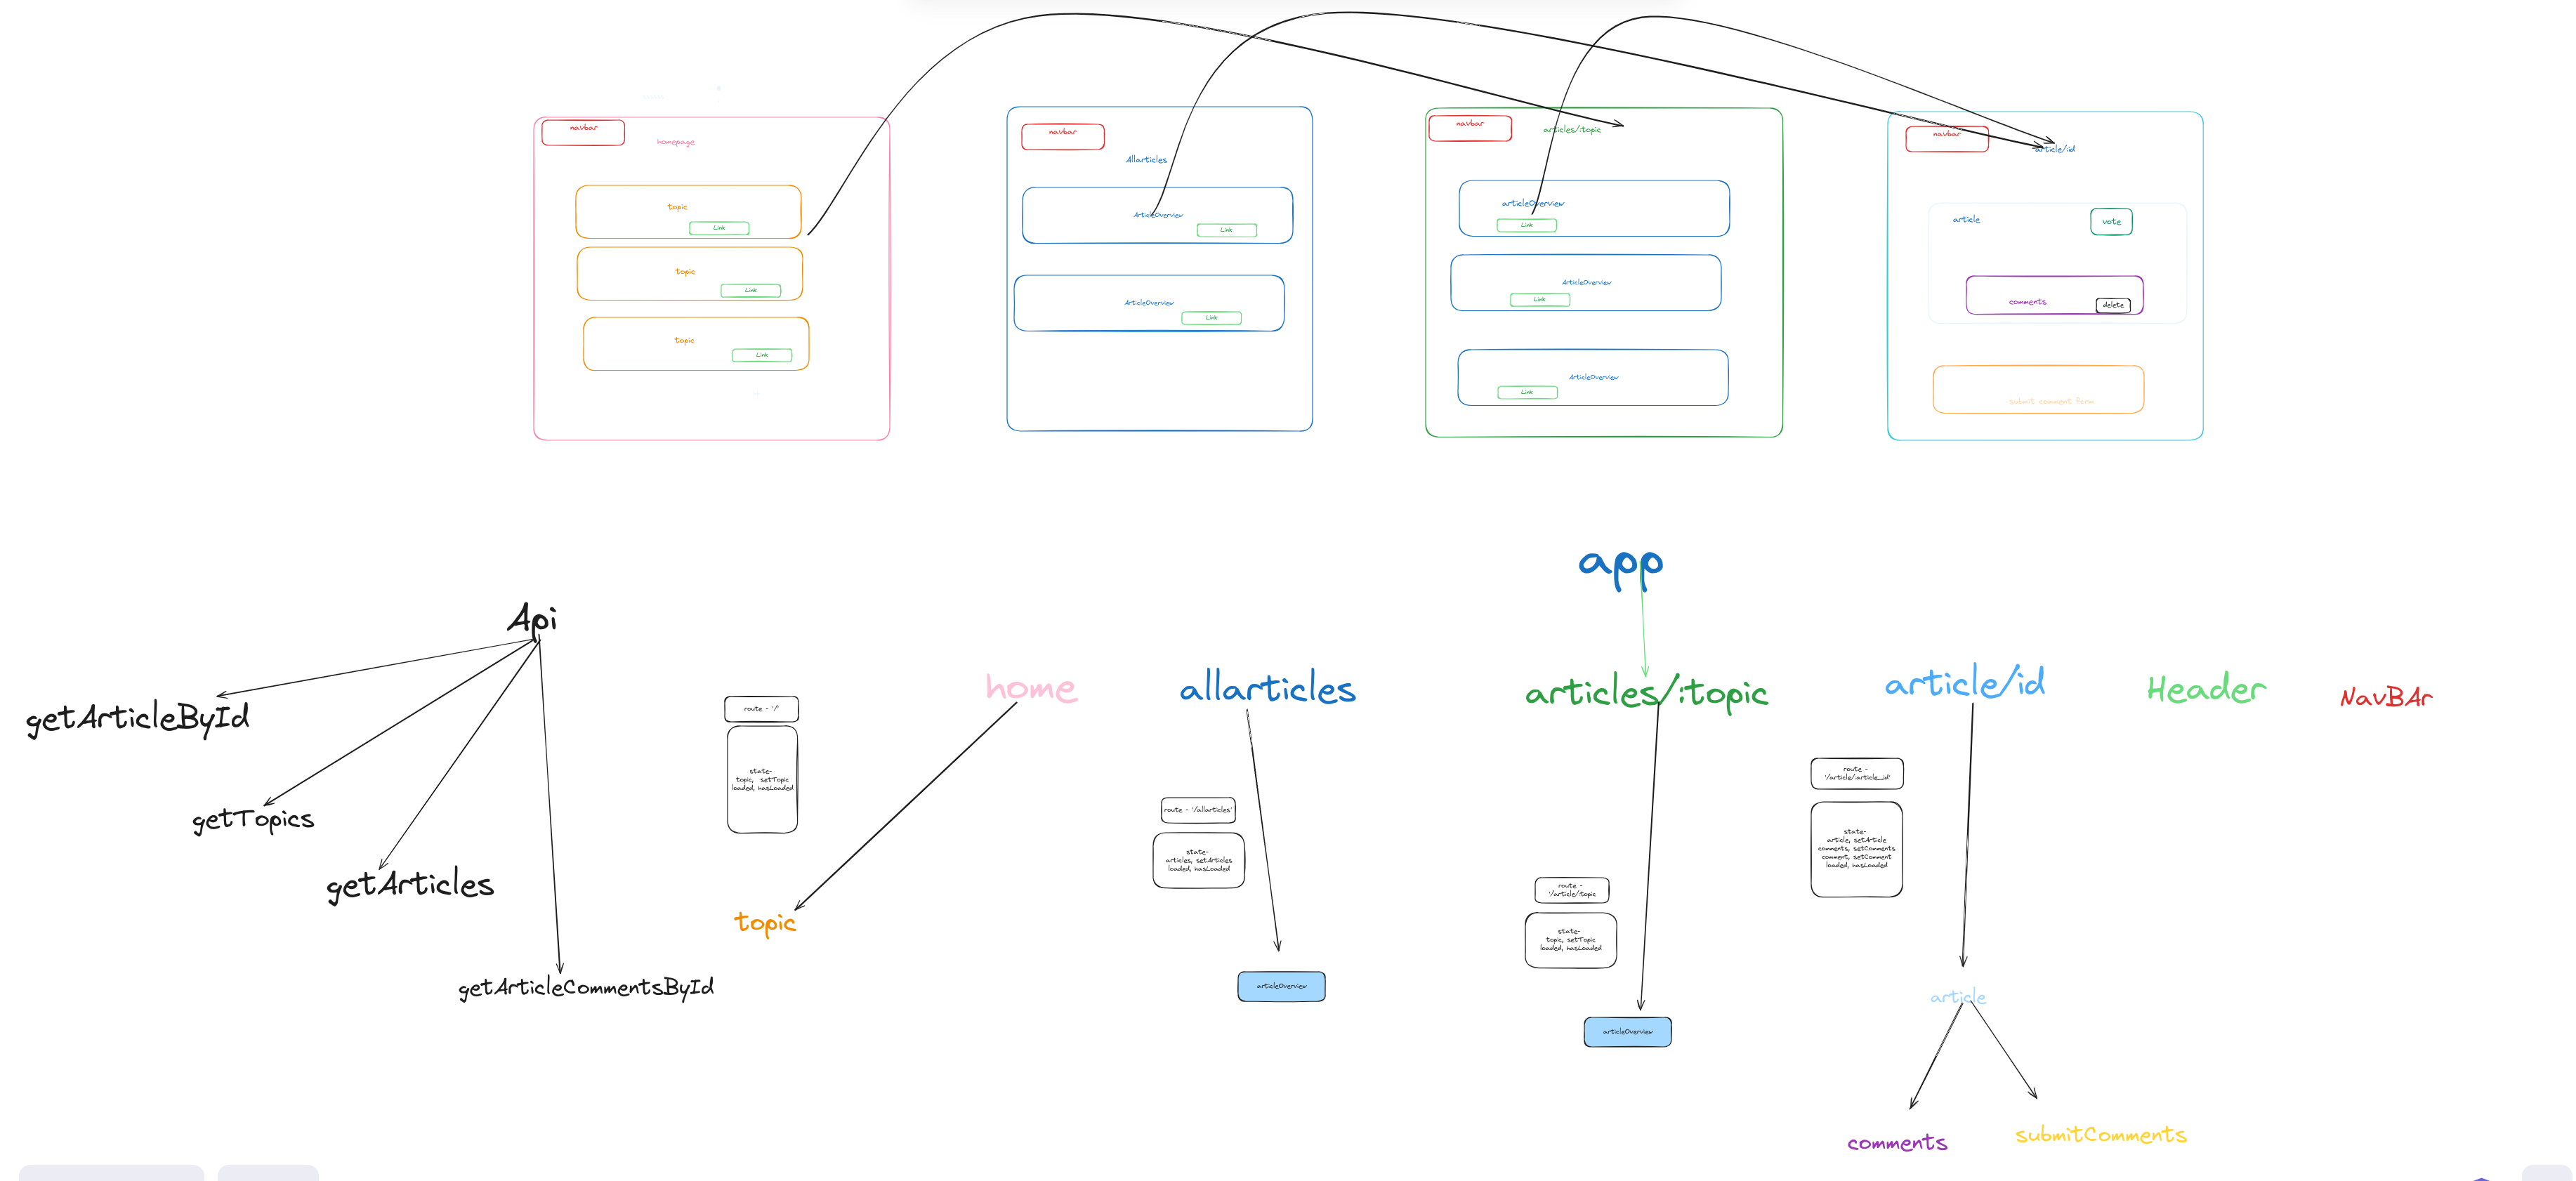 navbar
homepage
topic
Link
topic
Link
topic
Link
navbar
Allarticles
ArticleOverview
Link
ArticleOverview
Link
navbar
articles/:topic
articleOverview
Link
ArticleOverview
Link
ArticleOverview
Link
navbar
article/id
article
vote
comments
delete
submit comment form
app
Api
getArticleById
getTopics
getArticles
getArticleCommentsById
route - '/'
state-
topic, setTopic
loaded, hasLoaded
home
topic
allarticles
route - '/allarticles'
state-
articles, setArticles
loaded, hasLoaded
articleOverview
articles/:topic
route -
'/article/:topic
state-
topic, setTopic
loaded, hasLoaded
articleOverview
article/id
route -
'/article/:article_id'
state-
article, setArticle
comments, setComments
comment, setComment
loaded, hasLoaded
article
comments
submitComments
Header
NavBAr